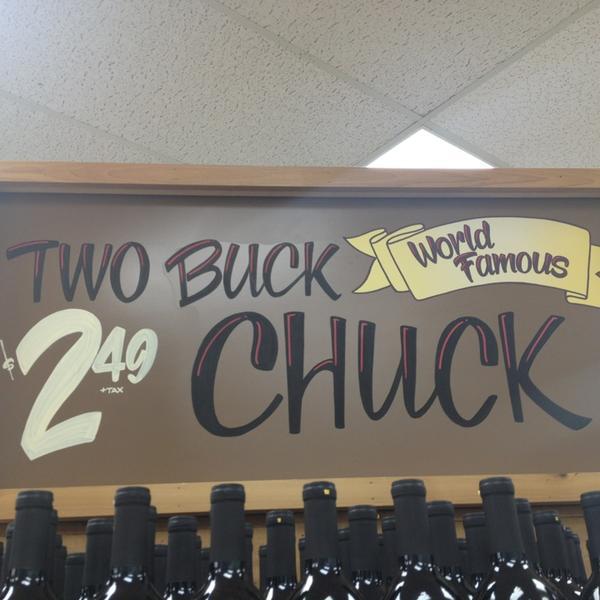 TWO BUCK
World
Famous
$2.49
+TAX
CHUCK